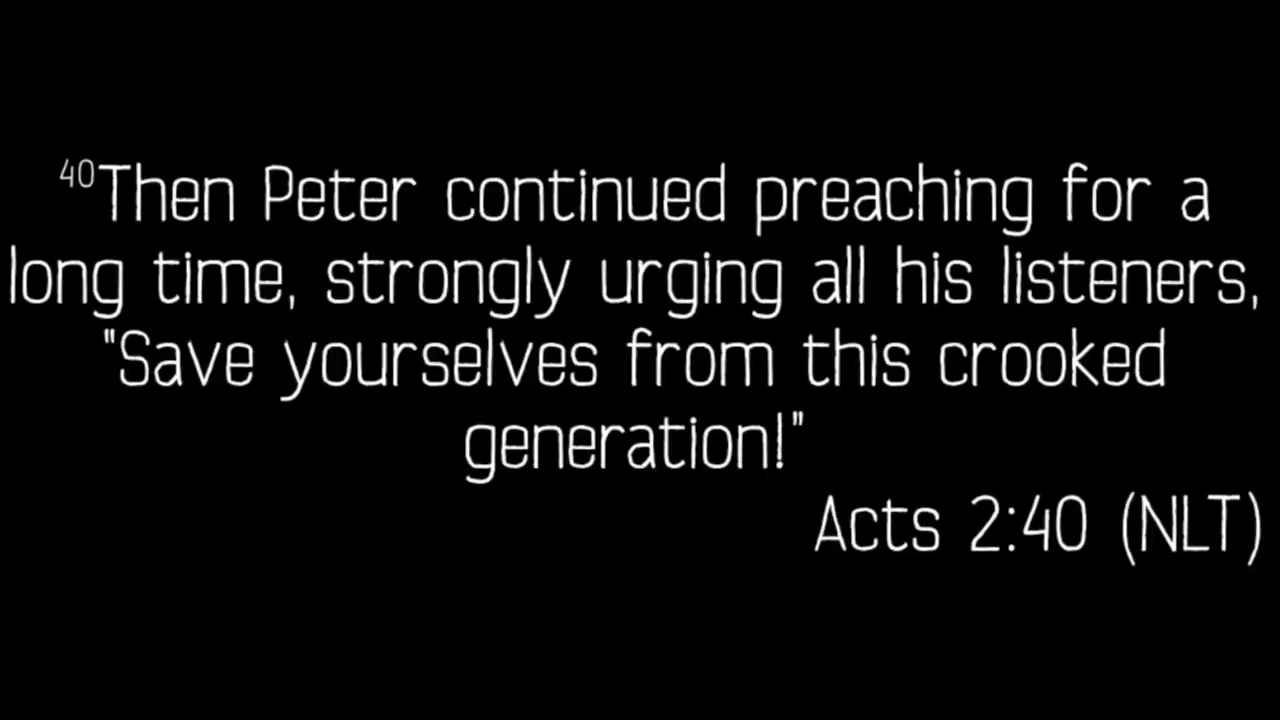 40Then Peter continued preaching for a
long time, strongly urging all his listeners,
"Save yourselves from this crooked
generation!"
Acts 2:40 (NLT)